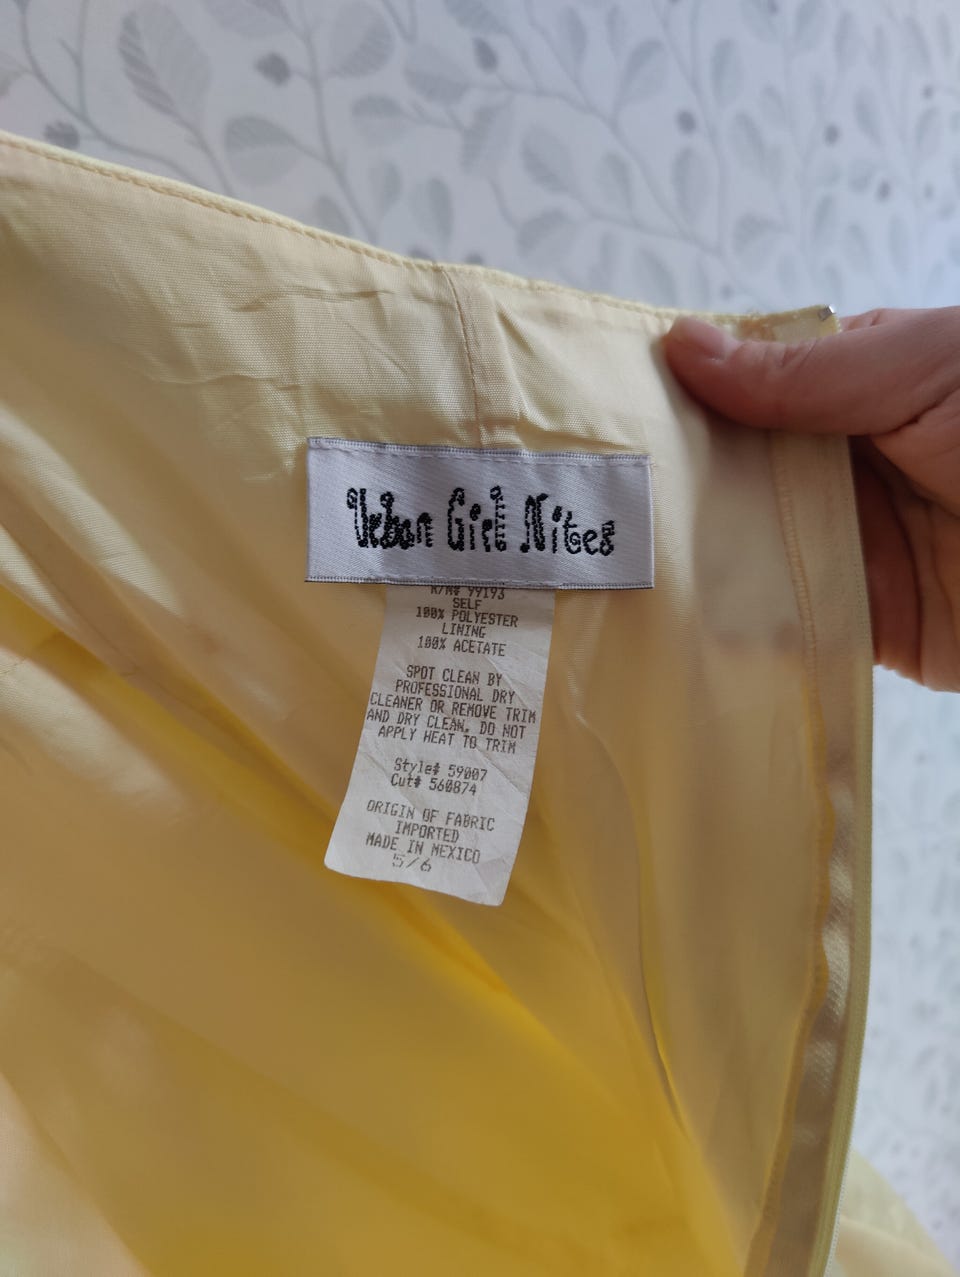 Urban Girl Nites
R/N# 99193
SELF
100% POLYESTER
LINING
100% ACETATE
SPOT CLEAN BY
PROFESSIONAL DRY
CLEANER OR REMOVE TRIM
AND DRY CLEAN. DO NOT
APPLY HEAT TO TRIM
Style# 59007
Cut# 560874
ORIGIN OF FABRIC
IMPORTED
MADE IN MEXICO
5/6